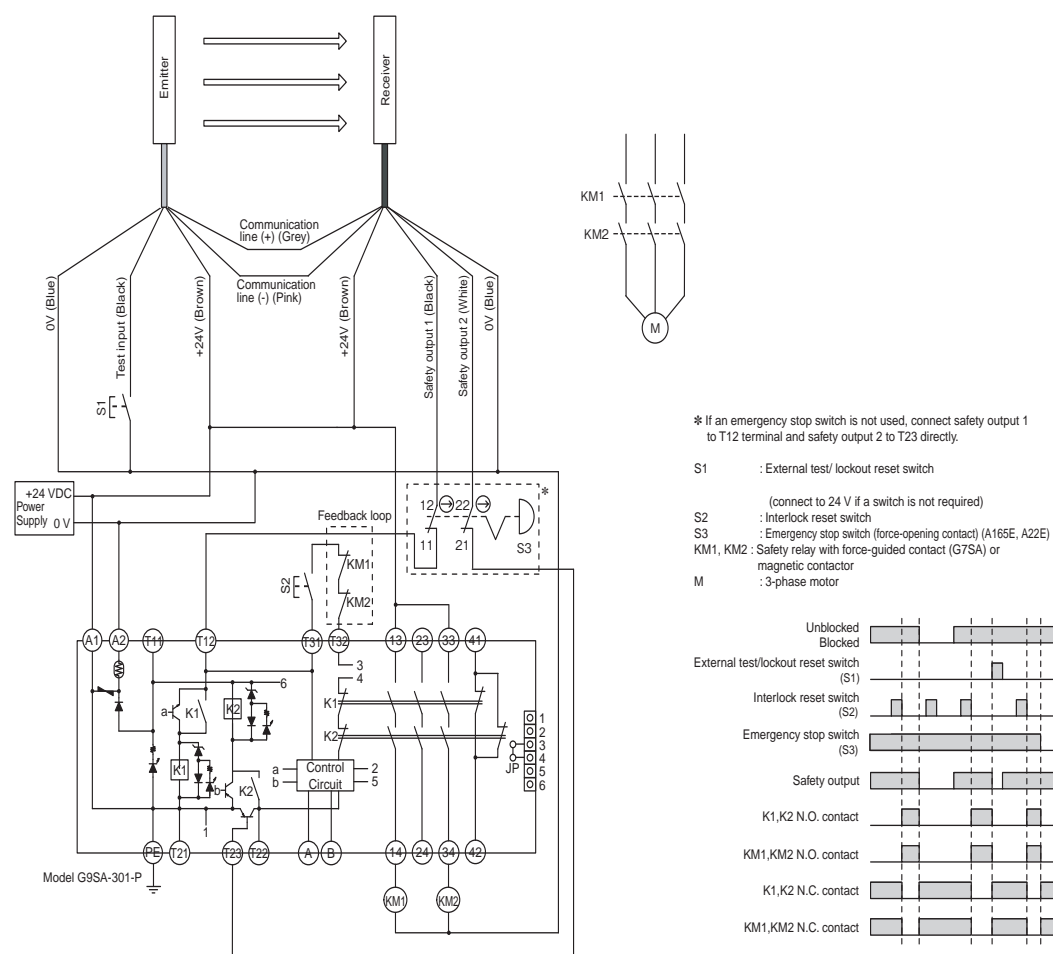 Emitter
Receiver
Communication
line (+) (Grey)
Communication
line (-) (Pink)
0V (Blue)
Test input (Black)
+24V (Brown)
+24V (Brown)
Safety output 1 (Black)
Safety output 2 (White)
0V (Blue)
S1
KM1
KM2
M
✻ If an emergency stop switch is not used, connect safety output 1
to T12 terminal and safety output 2 to T23 directly.
S1 : External test/ lockout reset switch
(connect to 24 V if a switch is not required)
S2 : Interlock reset switch
S3 : Emergency stop switch (force-opening contact) (A165E, A22E)
KM1, KM2 : Safety relay with force-guided contact (G7SA) or
magnetic contactor
M : 3-phase motor
+24 VDC
Power
Supply 0 V
Feedback loop
S2
KM1
KM2
12 22 *
11 21 S3
A1 A2 T11 T12 T31 T32 13 23 33 41
3
4
6
a K1 K2
K1
K2
K1
b K2
a Control 2
b Circuit 5
1
JP
1
2
3
4
5
6
PE T21 T23 T22 A B 14 24 34 42
Model G9SA-301-P
KM1 KM2
Unblocked
Blocked
External test/lockout reset switch
(S1)
Interlock reset switch
(S2)
Emergency stop switch
(S3)
Safety output
K1,K2 N.O. contact
KM1,KM2 N.O. contact
K1,K2 N.C. contact
KM1,KM2 N.C. contact